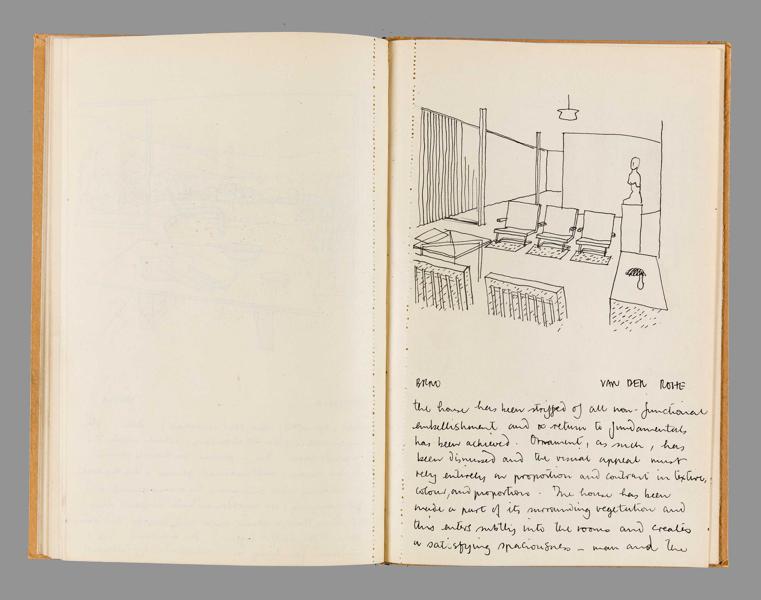 BRNO VAN DER ROHE
the house has been stripped of all non-functional
embellishment and a return to fundamentals
has been achieved. Ornament, as such, has
been dismissed and the visual appeal must
rely entirely on proportion and contrast in texture,
colour, and proportions. The house has been
made a part of its surrounding vegetation and
this enters subtly into the rooms and creates
a satisfying spaciousness – man and the